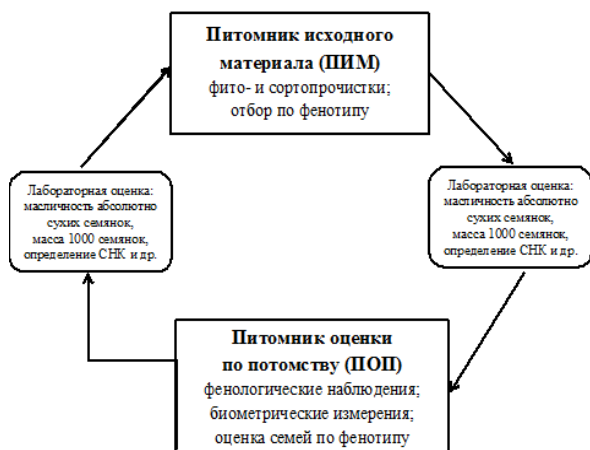 Питомник исходного
материала (ПИМ)
фито- и сортопрочистки;
отбор по фенотипу
Лабораторная оценка:
масличность абсолютно
сухих семянок,
масса 1000 семянок,
определение СНК и др.
Лабораторная оценка:
масличность абсолютно
сухих семянок,
масса 1000 семянок,
определение СНК и др.
Питомник оценки
по потомству (ПОП)
фенологические наблюдения;
биометрические измерения;
оценка семей по фенотипу